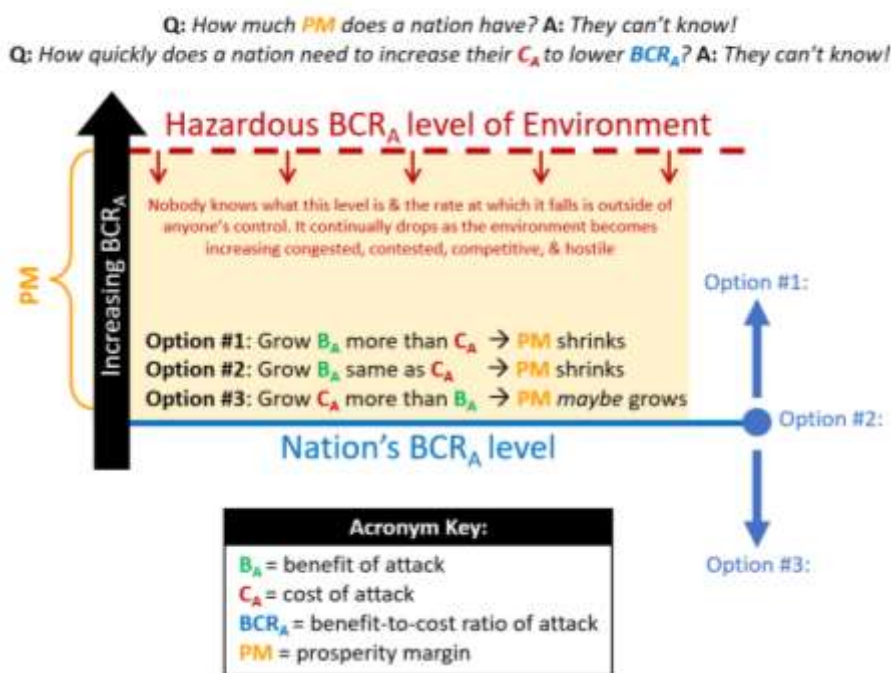 Q: How much PM does a nation have? A: They can't know!
Q: How quickly does a nation need to increase their CA to lower BCRA? A: They can't know!
Hazardous BCRA level of Environment
Nobody knows what this level is & the rate at which it falls is outside of
anyone's control. It continually drops as the environment becomes
increasing congested, contested, competitive, & hostile
PM
Increasing BCRA
Option #1: Grow BA more than CA → PM shrinks
Option #2: Grow BA same as CA → PM shrinks
Option #3: Grow CA more than BA → PM maybe grows
Option #1:
Option #2:
Option #3:
Nation's BCRA level
Acronym Key:
BA = benefit of attack
CA = cost of attack
BCRA = benefit-to-cost ratio of attack
PM = prosperity margin